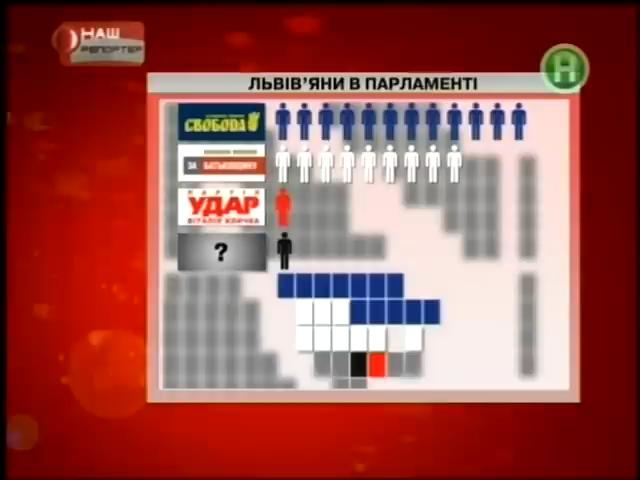 НАШ
РЕПОРТЕР
Н
ЛЬВІВ'ЯНИ В ПАРЛАМЕНТІ
СВОБОДА
ЗА БАТЬКІВЩИНУ
ПАРТІЯ
УДАР
ВІТАЛІЯ КЛИЧКА
?